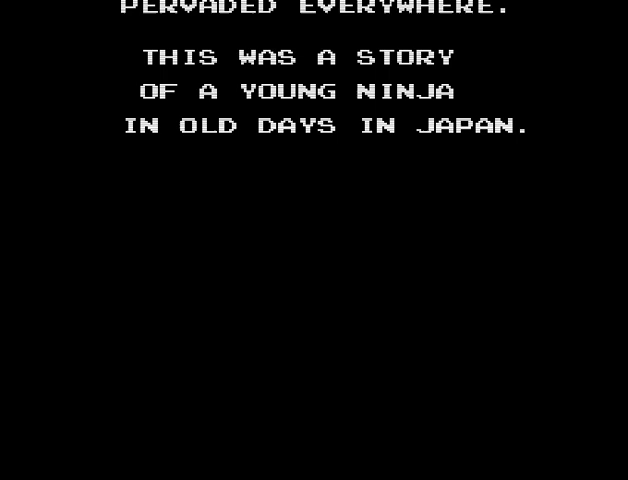 PERVADED EVERYWHERE.
THIS WAS A STORY
OF A YOUNG NINJA
IN OLD DAYS IN JAPAN.